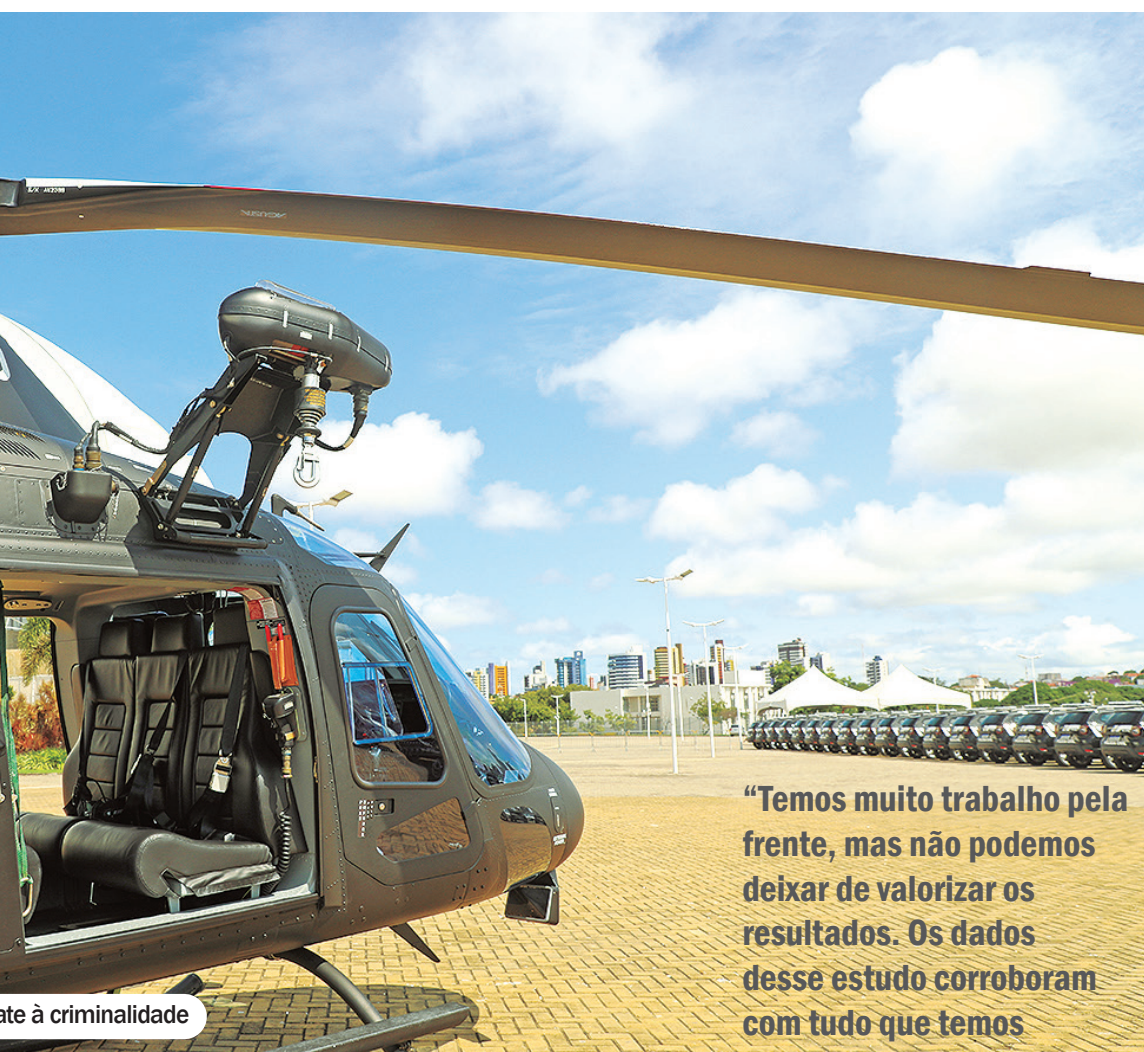 “Temos muito trabalho pela
frente, mas não podemos
deixar de valorizar os
resultados. Os dados
desse estudo corroboram
com tudo que temos
ate à criminalidade